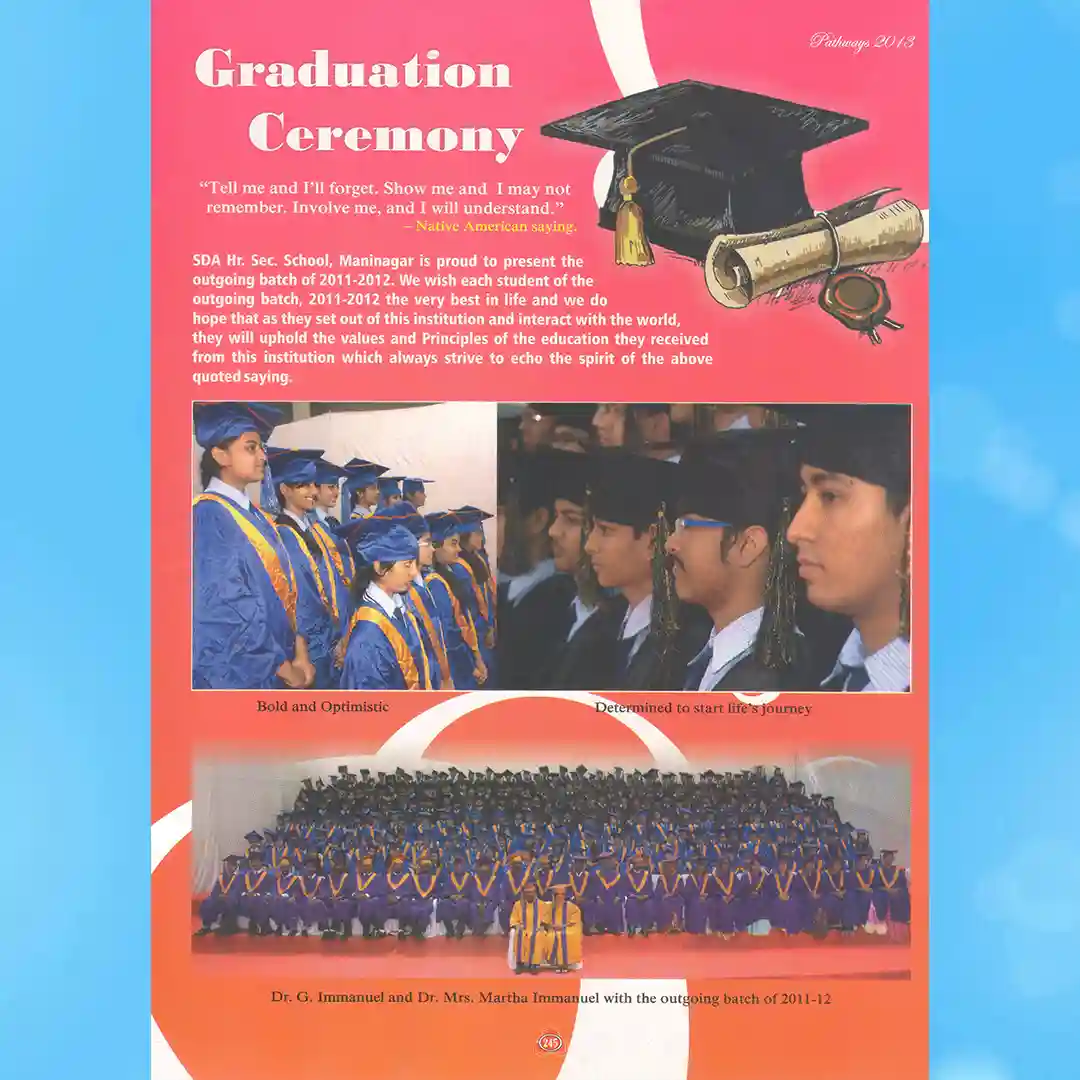 Pathways 2013
Graduation
Ceremony
“Tell me and I’ll forget. Show me and I may not
remember. Involve me, and I will understand.”
– Native American saying.
SDA Hr. Sec. School, Maninagar is proud to present the
outgoing batch of 2011-2012. We wish each student of the
outgoing batch, 2011-2012 the very best in life and we do
hope that as they set out of this institution and interact with the world,
they will uphold the values and Principles of the education they received
from this institution which always strive to echo the spirit of the above
quoted saying.
Bold and Optimistic
Determined to start life’s journey
Dr. G. Immanuel and Dr. Mrs. Martha Immanuel with the outgoing batch of 2011-12
245